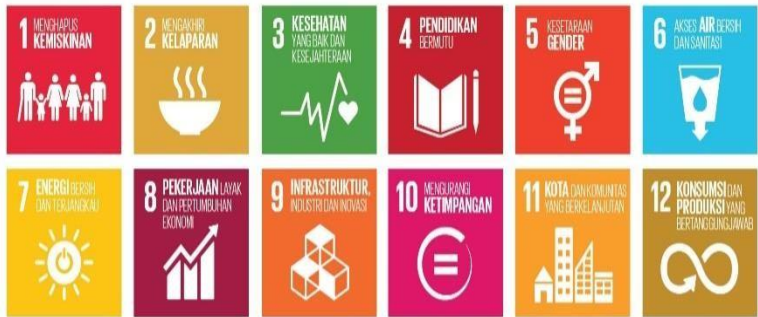 1 MENGHAPUS
KEMISKINAN
2 MENGAKHIRI
KELAPARAN
3 KESEHATAN
YANG BAIK DAN
KESEJAHTERAAN
4 PENDIDIKAN
BERMUTU
5 KESETARAAN
GENDER
6 AKSES AIR BERSIH
DAN SANITASI
7 ENERGI BERSIH
DAN TERJANGKAU
8 PEKERJAAN LAYAK
DAN PERTUMBUHAN
EKONOMI
9 INFRASTRUKTUR,
INDUSTRI DAN INOVASI
10 MENGURANGI
KETIMPANGAN
11 KOTA DAN KOMUNITAS
YANG BERKELANJUTAN
12 KONSUMSI DAN
PRODUKSI YANG
BERTANGGUNGJAWAB